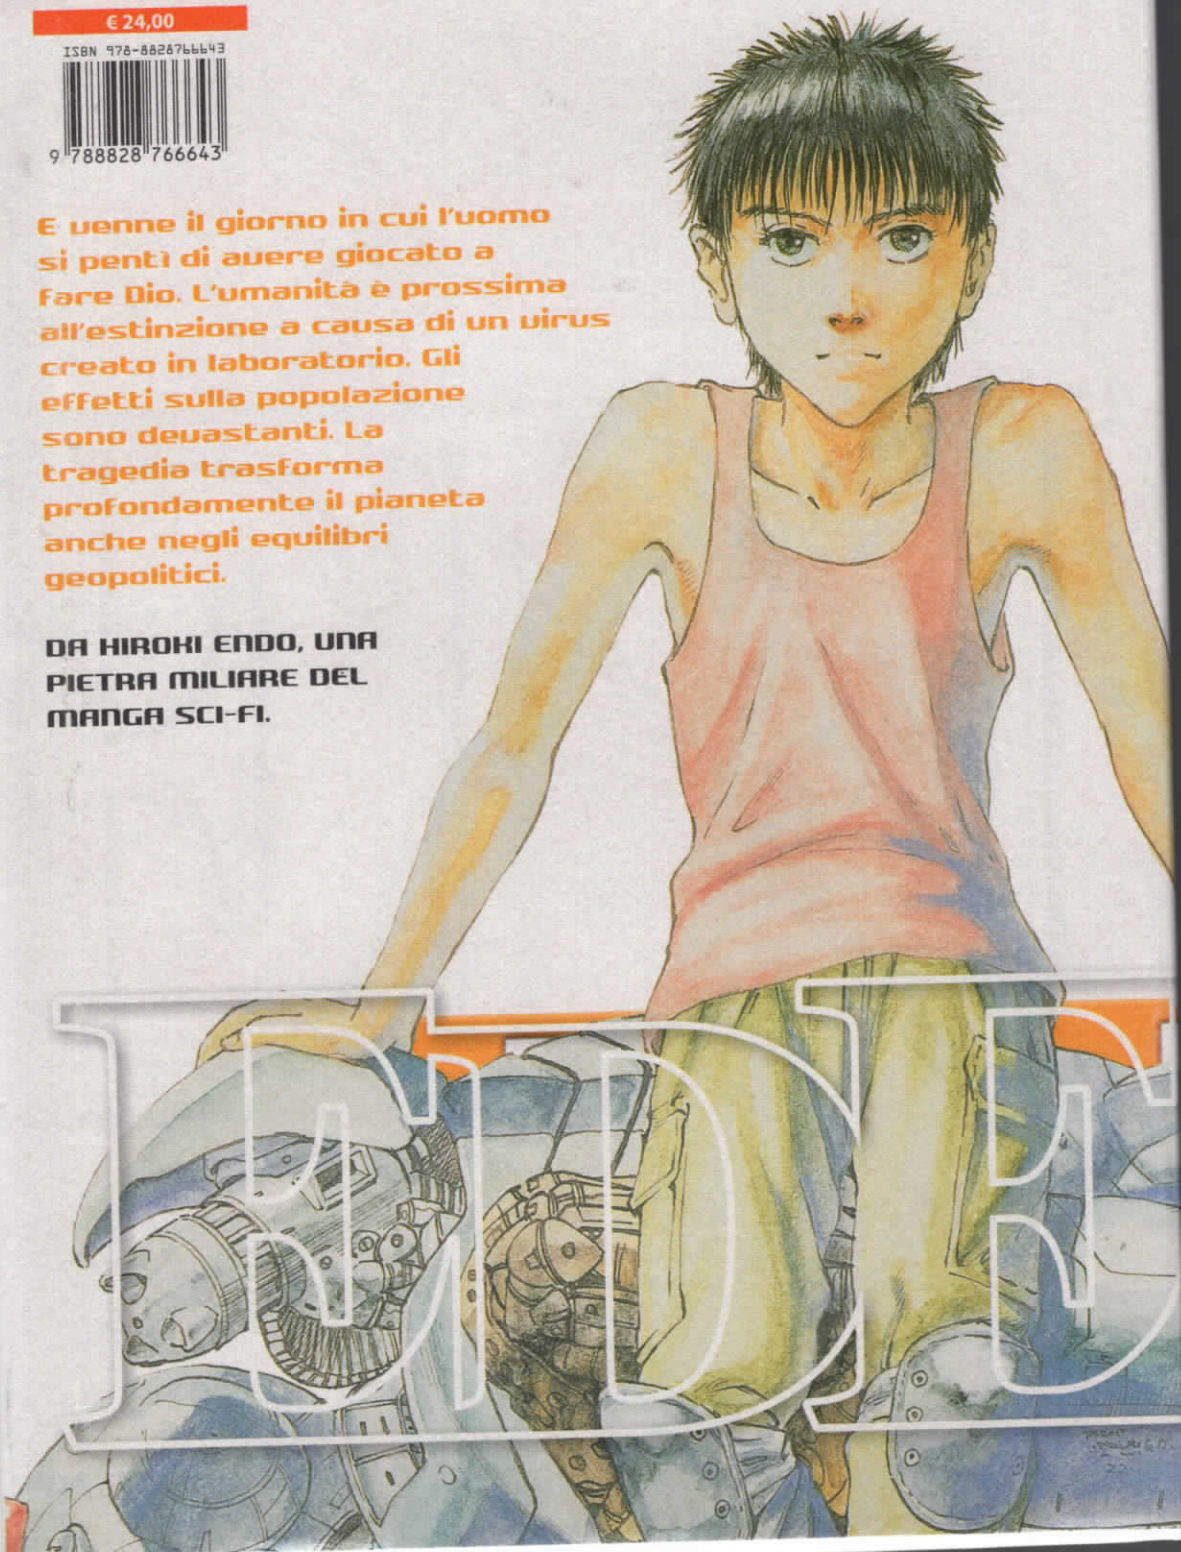 € 24,00
ISBN 978-8828766643
9 788828 766643
E venne il giorno in cui l'uomo
si pentì di avere giocato a
fare Dio. L'umanità è prossima
all'estinzione a causa di un virus
creato in laboratorio. Gli
effetti sulla popolazione
sono devastanti. La
tragedia trasforma
profondamente il pianeta
anche negli equilibri
geopolitici.
DA HIROKI ENDO, UNA
PIETRA MILIARE DEL
MANGA SCI-FI.
EDE